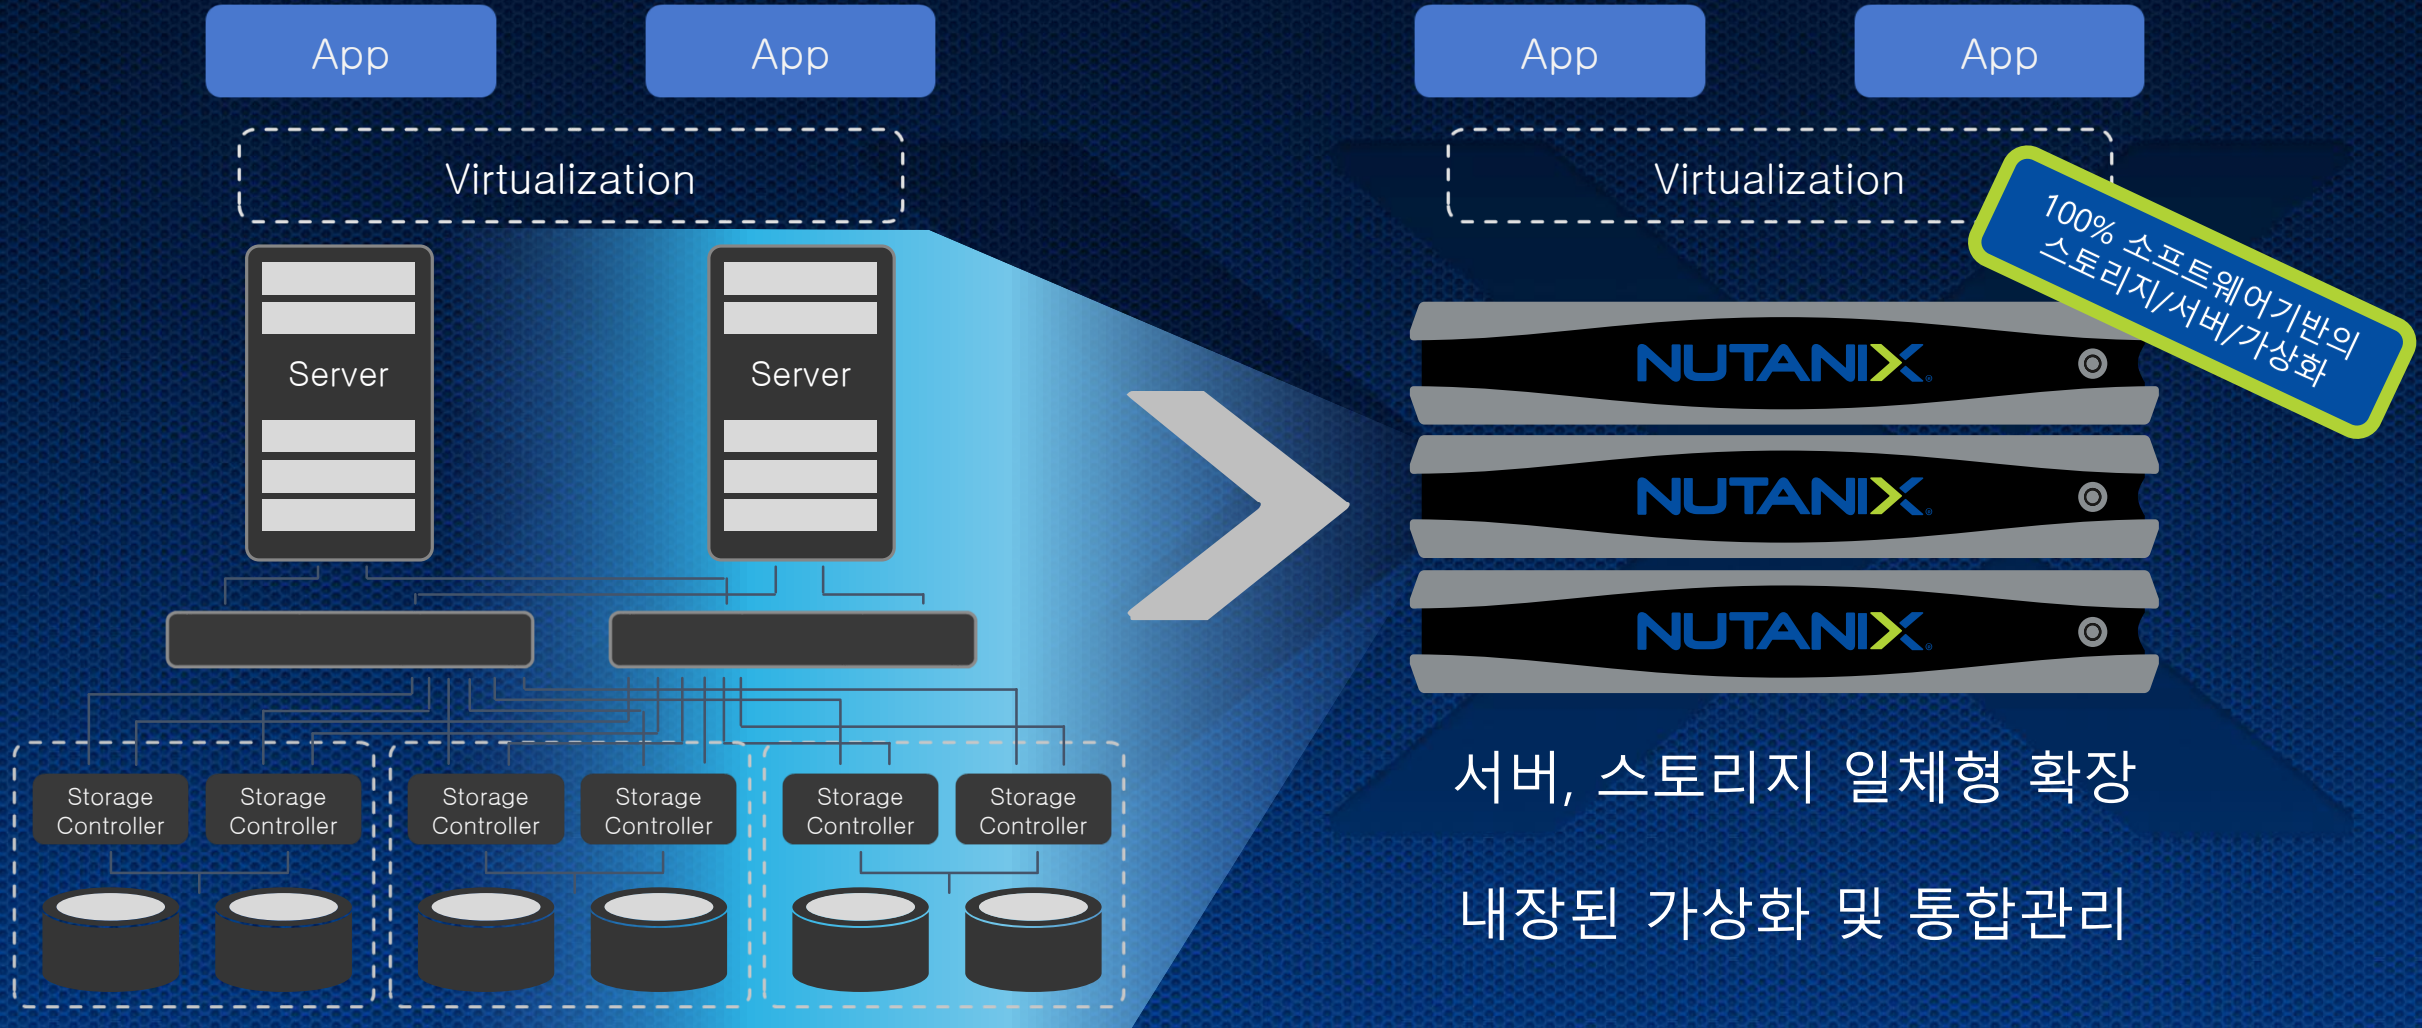 App
App
Virtualization
Server
Server
Storage
Controller
Storage
Controller
Storage
Controller
Storage
Controller
Storage
Controller
Storage
Controller
App
App
Virtualization
100% 소프트웨어기반의
스토리지/서버/가상화
NUTANIX
NUTANIX
NUTANIX
서버, 스토리지 일체형 확장
내장된 가상화 및 통합관리